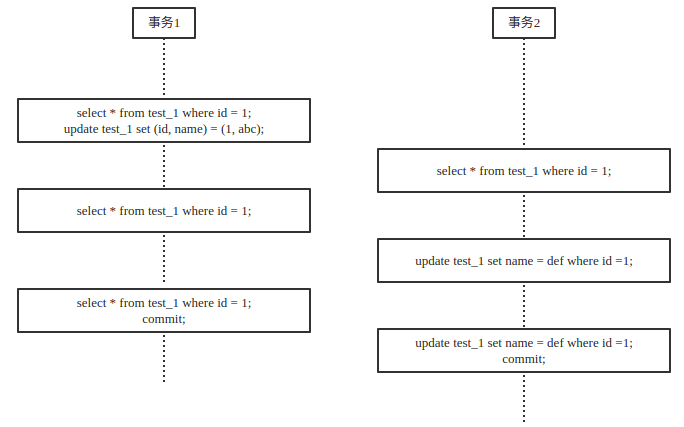 事务1
事务2
select * from test_1 where id = 1;
update test_1 set (id, name) = (1, abc);
select * from test_1 where id = 1;
select * from test_1 where id = 1;
update test_1 set name = def where id =1;
select * from test_1 where id = 1;
commit;
update test_1 set name = def where id =1;
commit;